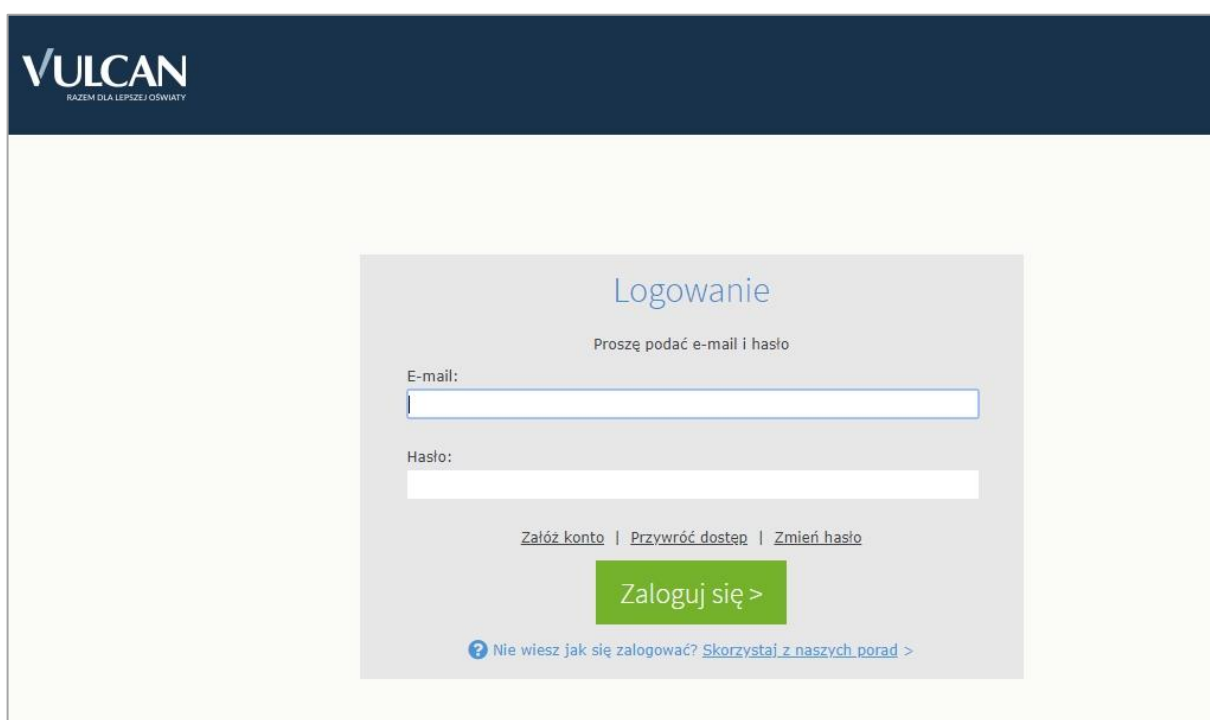 VULCAN
RAZEM DLA LEPSZEJ OŚWIATY
Logowanie
Proszę podać e-mail i hasło
E-mail:
Hasło:
Załóż konto | Przywróć dostęp | Zmień hasło
Zaloguj się >
? Nie wiesz jak się zalogować? Skorzystaj z naszych porad >